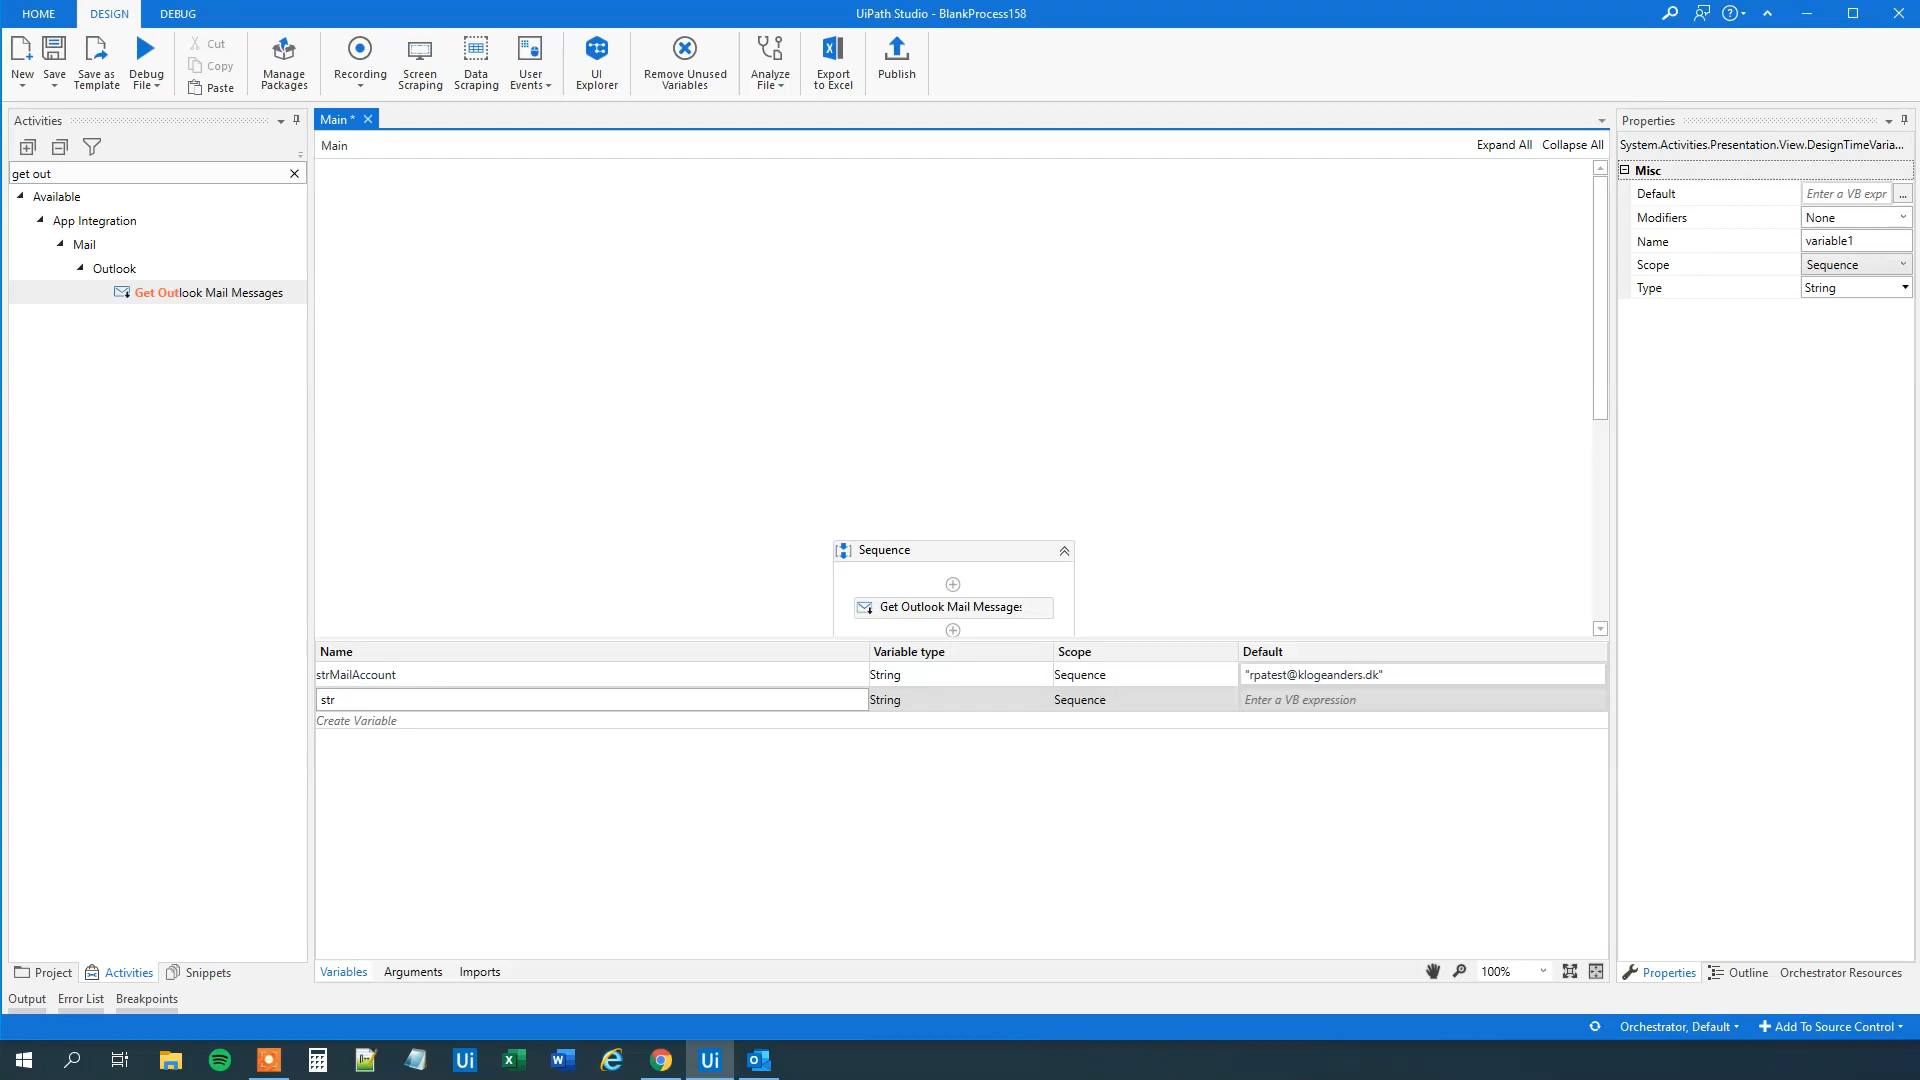 HOME DESIGN DEBUG UiPath Studio - BlankProcess158
New Save Save as Template Debug File Cut Copy Paste Manage Packages Recording Screen Scraping Data Scraping User Events UI Explorer Remove Unused Variables Analyze File Export to Excel Publish
Activities
Main *
Properties
Main Expand All Collapse All
System.Activities.Presentation.View.DesignTimeVaria...
get out
Available
App Integration
Mail
Outlook
Get Outlook Mail Messages
Misc
Default Enter a VB expr ...
Modifiers None
Name variable1
Scope Sequence
Type String
Sequence
Get Outlook Mail Messages
Name Variable type Scope Default
strMailAccount String Sequence "rpatest@klogeanders.dk"
str String Sequence Enter a VB expression
Create Variable
Variables Arguments Imports 100%
Project Activities Snippets
Properties Outline Orchestrator Resources
Output Error List Breakpoints
Orchestrator, Default Add To Source Control